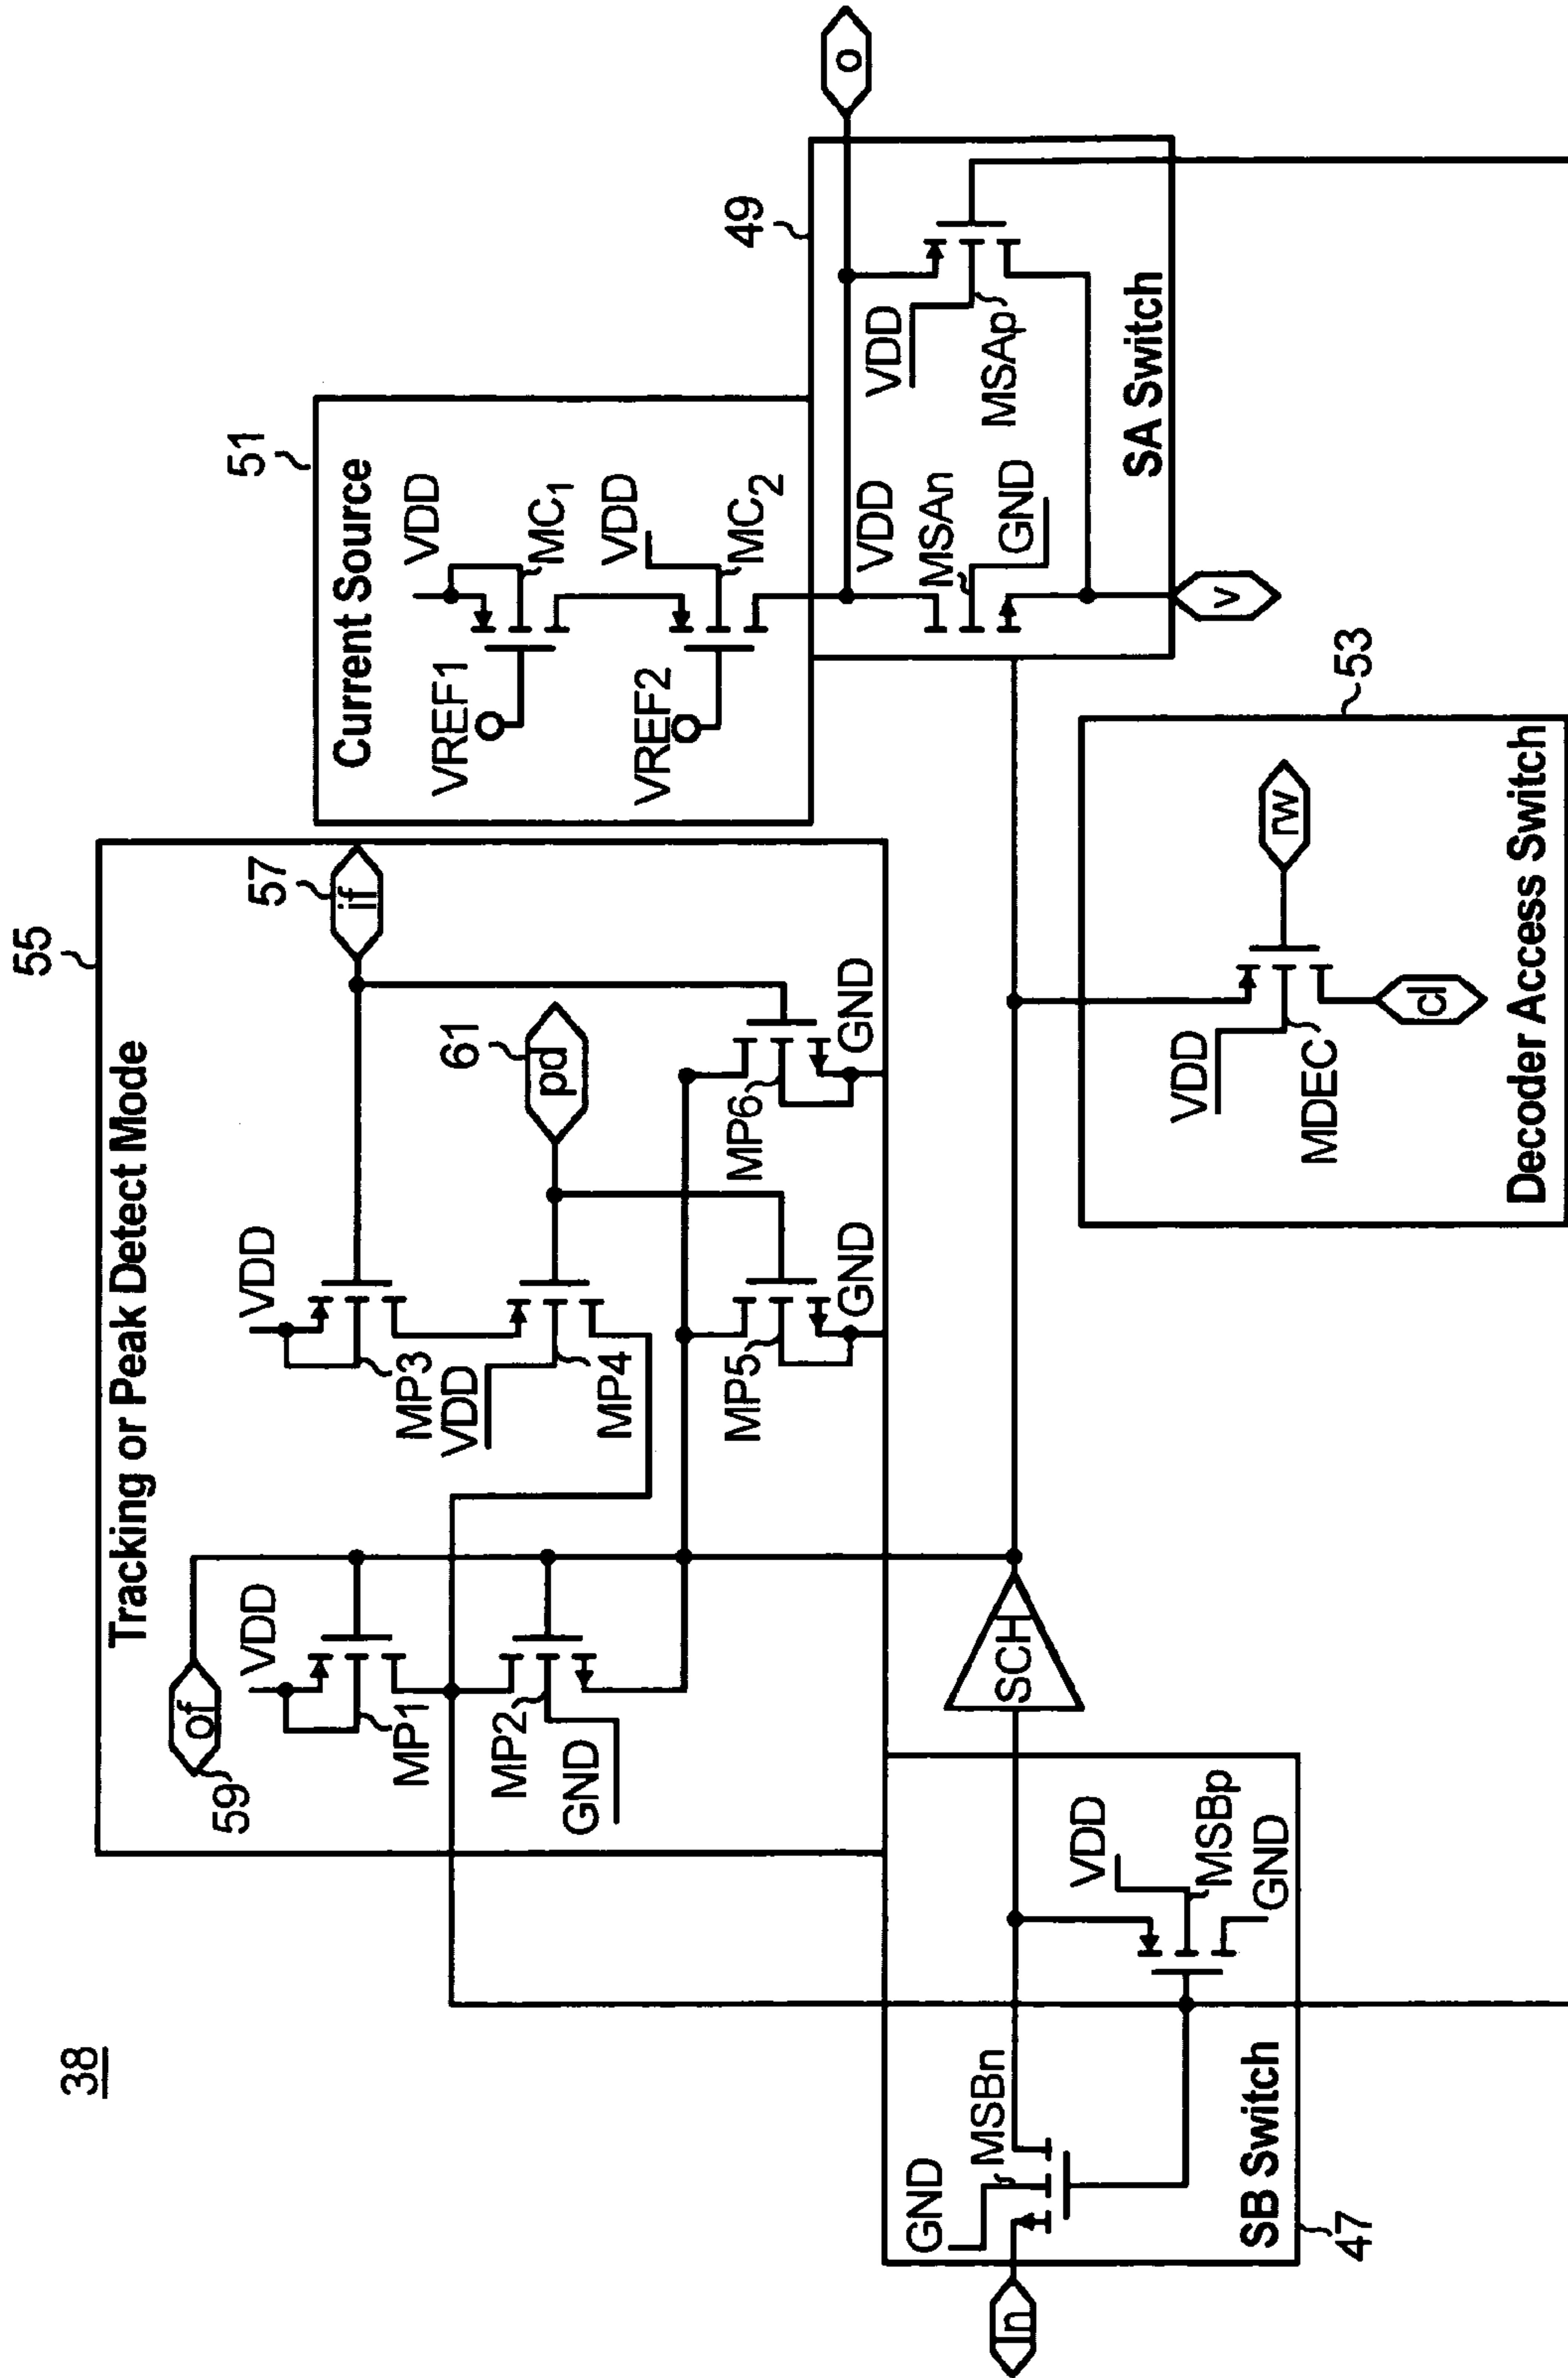 38
55
Tracking or Peak Detect Mode
of
59
VDD
MP1
MP2
GND
VDD
MP3
VDD
MP4
57
if
61
pd
MP5
GND
MP6
GND
51
Current Source
VDD
VREF1
MC1
VDD
VREF2
MC2
49
VDD
MSAn
GND
VDD
MSAp
SA Switch
o
v
SCH
In
GND
MSBn
VDD
MSBp
GND
SB Switch
47
53
VDD
MDEC
rw
cl
Decoder Access Switch